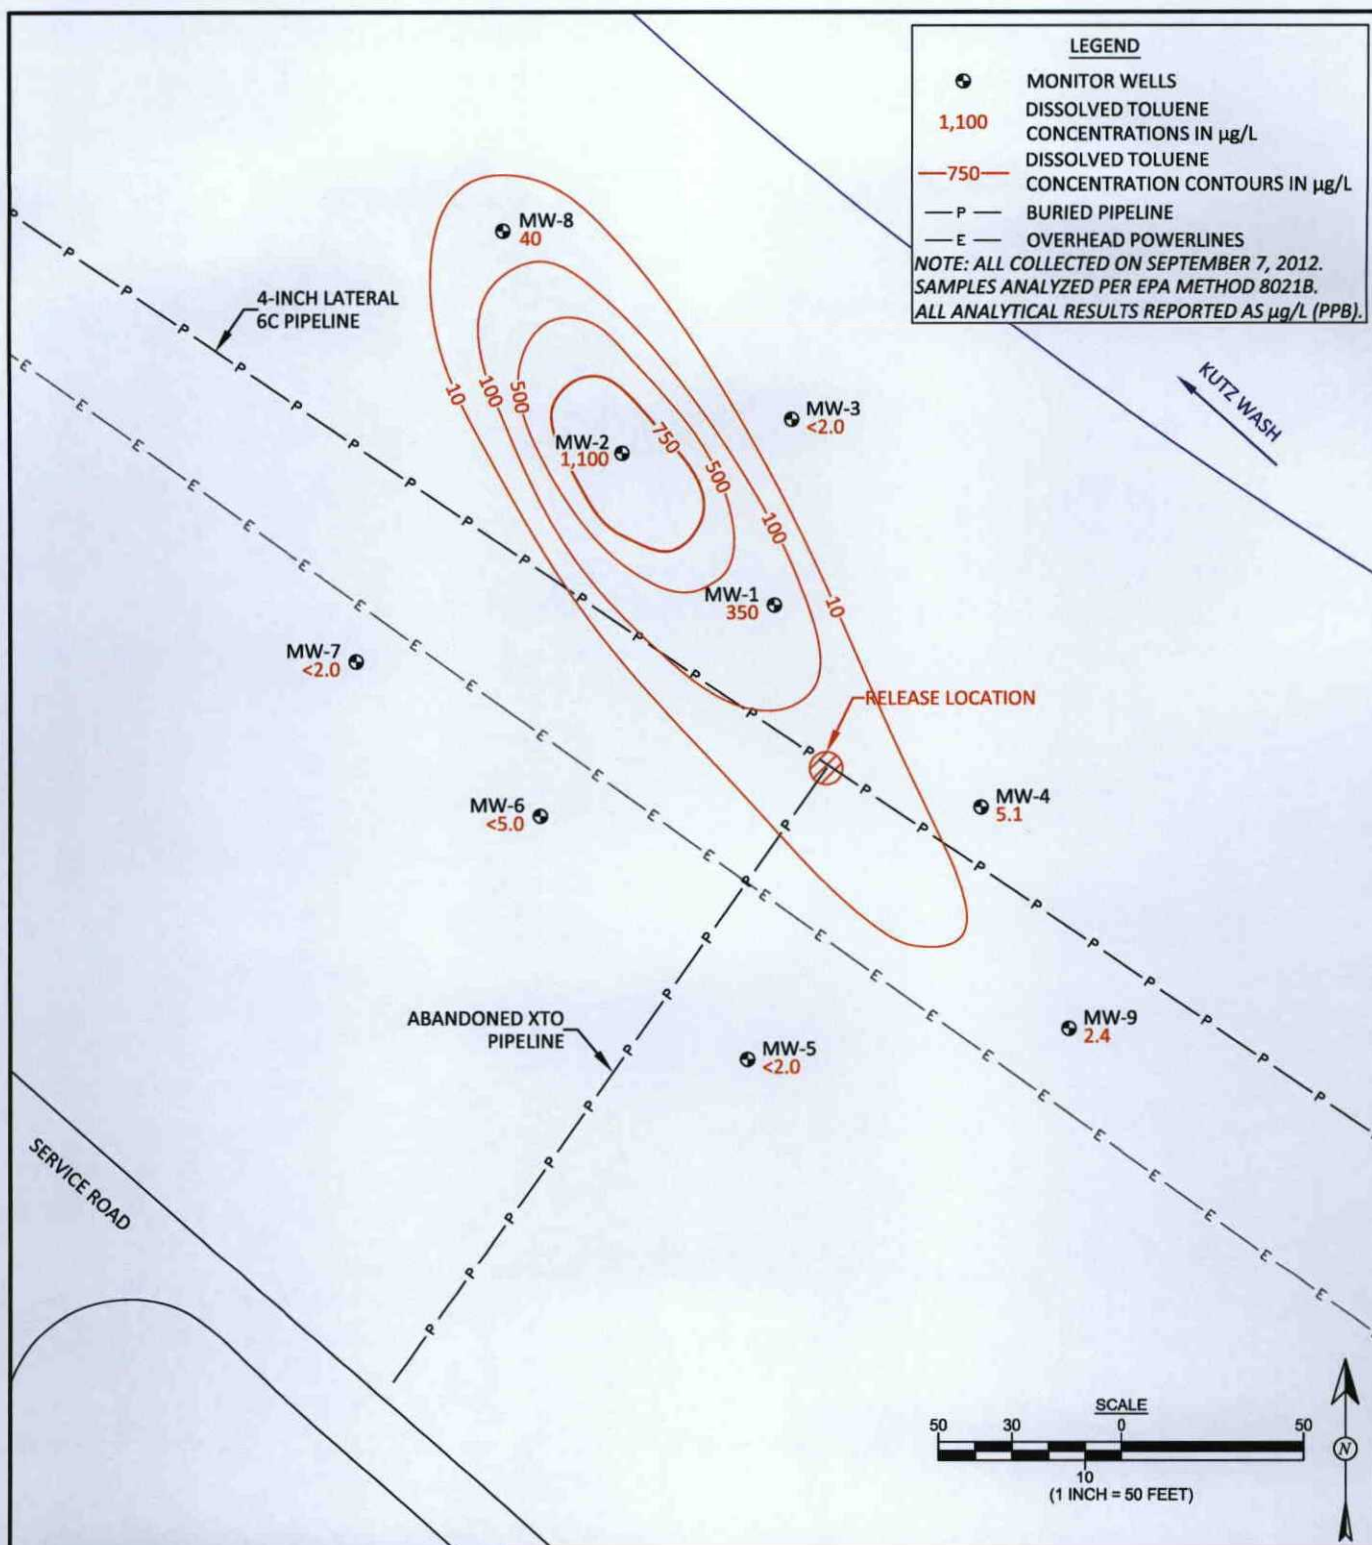 LEGEND
MONITOR WELLS
1,100 DISSOLVED TOLUENE
CONCENTRATIONS IN µg/L
750 DISSOLVED TOLUENE
CONCENTRATION CONTOURS IN µg/L
P BURIED PIPELINE
E OVERHEAD POWERLINES
NOTE: ALL COLLECTED ON SEPTEMBER 7, 2012.
SAMPLES ANALYZED PER EPA METHOD 8021B.
ALL ANALYTICAL RESULTS REPORTED AS µg/L (PPB).
MW-8
40
4-INCH LATERAL
6C PIPELINE
KUTZ WASH
10
100
500
750
500
100
10
MW-3
<2.0
MW-2
1,100
MW-1
350
MW-7
<2.0
RELEASE LOCATION
MW-6
<5.0
MW-4
5.1
ABANDONED XTO
PIPELINE
MW-5
<2.0
MW-9
2.4
SERVICE ROAD
SCALE
50 30 0 50
10
(1 INCH = 50 FEET)
N